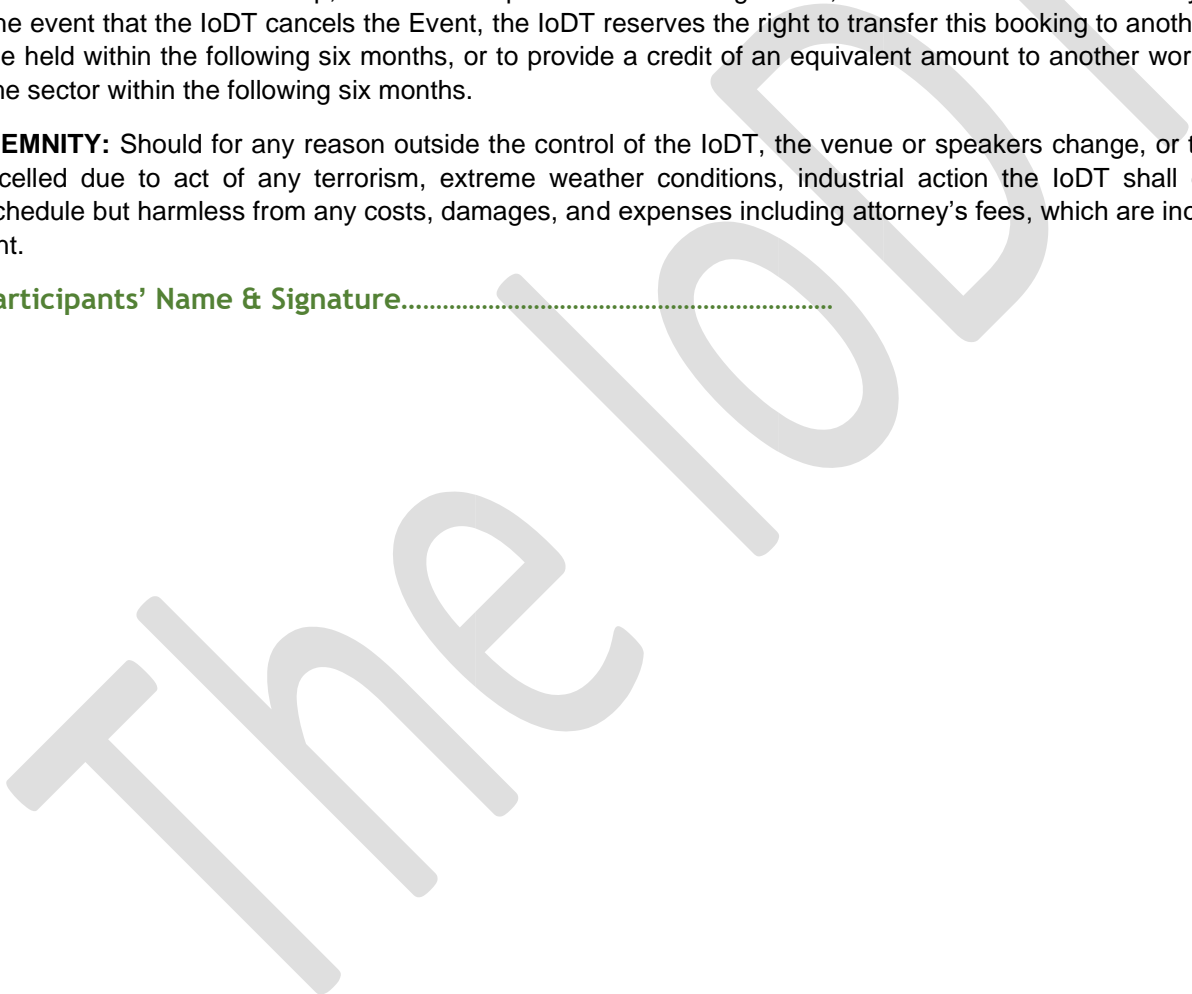 he event that the IoDT cancels the Event, the IoDT reserves the right to transfer this booking to anoth
e held within the following six months, or to provide a credit of an equivalent amount to another wor
ne sector within the following six months.
EMNITY: Should for any reason outside the control of the IoDT, the venue or speakers change, or t
celled due to act of any terrorism, extreme weather conditions, industrial action the IoDT shall
chedule but harmless from any costs, damages, and expenses including attorney's fees, which are inc
nt.
articipants' Name & Signature...............................................................
The IoDT